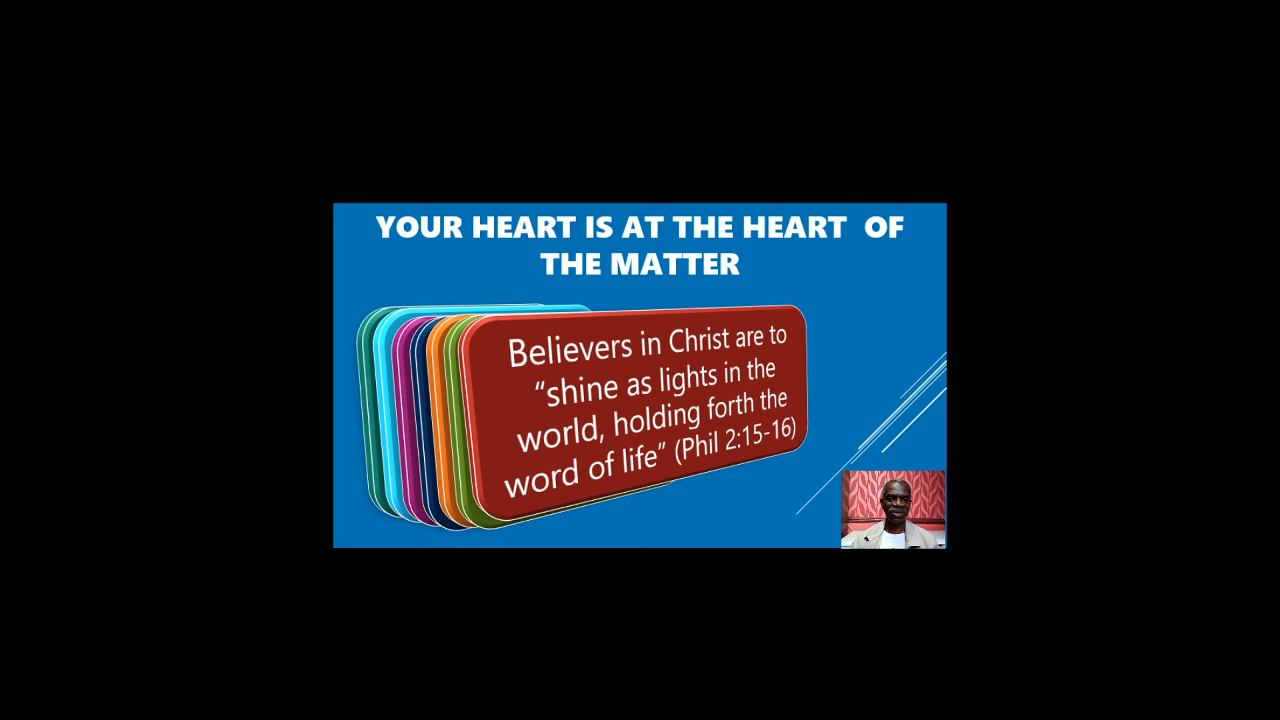 YOUR HEART IS AT THE HEART  OF
THE MATTER
Believers in Christ are to
“shine as lights in the
world, holding forth the
word of life” (Phil 2:15-16)